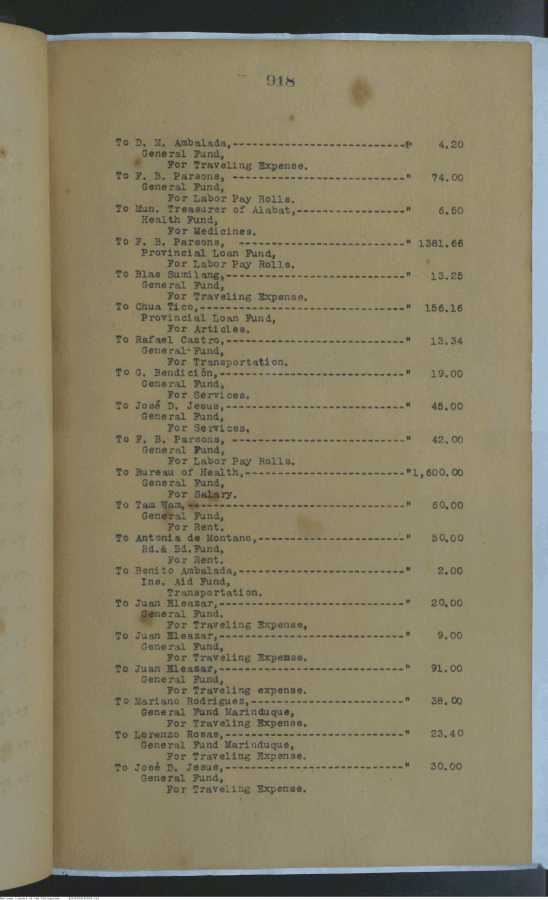 918
To D. M. Ambalada,---------------------------₱ 4.20
General Fund,
For Traveling Expense.
To F. B. Parsons, ---------------------------" 74.00
General Fund,
For Labor Pay Rolls.
To Mun. Treasurer of Alabat,-----------------" 6.50
Health Fund,
For Medicines.
To F. B. Parsons, --------------------------" 1381.66
Provincial Loan Fund,
For Labor Pay Rolls.
To Blas Sumilang,----------------------------" 13.25
General Fund,
For Traveling Expense.
To Chua Tico,--------------------------------" 156.16
Provincial Loan Fund,
For Articles.
To Rafael Castro,----------------------------" 13.34
General Fund,
For Transportation.
To G. Bendición,-----------------------------" 19.00
General Fund,
For Services.
To José D. Jesus,----------------------------" 45.00
General Fund,
For Services,
To F. B. Parsons, ---------------------------" 42.00
General Fund,
For Labor Pay Rolls.
To Bureau of Health,-------------------------"1,600.00
General Fund,
For Salary.
To Tam Wam,----------------------------------" 60.00
General Fund,
For Rent.
To Antonia de Montano,-----------------------" 50.00
Rd.& Bd.Fund,
For Rent.
To Benito Ambalada,--------------------------" 2.00
Ins. Aid Fund,
Transportation.
To Juan Eleazar,-----------------------------" 20.00
General Fund.
For Traveling Expense,
To Juan Eleazar,-----------------------------" 9.00
General Fund,
For Traveling Expense.
To Juan Eleazar,-----------------------------" 91.00
General Fund,
For Traveling expense.
To Mariano Rodriguez,------------------------" 38.00
General Fund Marinduque,
For Traveling Expense.
To Lorenzo Rosas,----------------------------" 23.40
General Fund Marinduque,
For Traveling Expense.
To José D. Jesus,----------------------------" 30.00
General Fund,
For Traveling Expense.
National Library of the Philippines